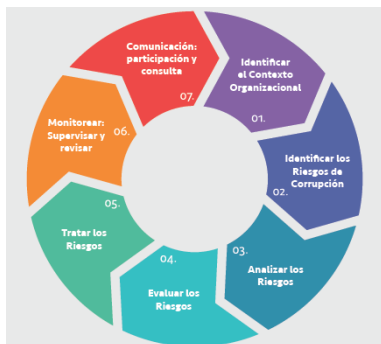 Identificar
el Contexto
Organizacional
01.
Identificar los
Riesgos de
Corrupción
02.
03.
Analizar los
Riesgos
04.
Evaluar los
Riesgos
05.
Tratar los
Riesgos
Monitorear:
Supervisar y
revisar
06.
Comunicación:
participación y
consulta
07.